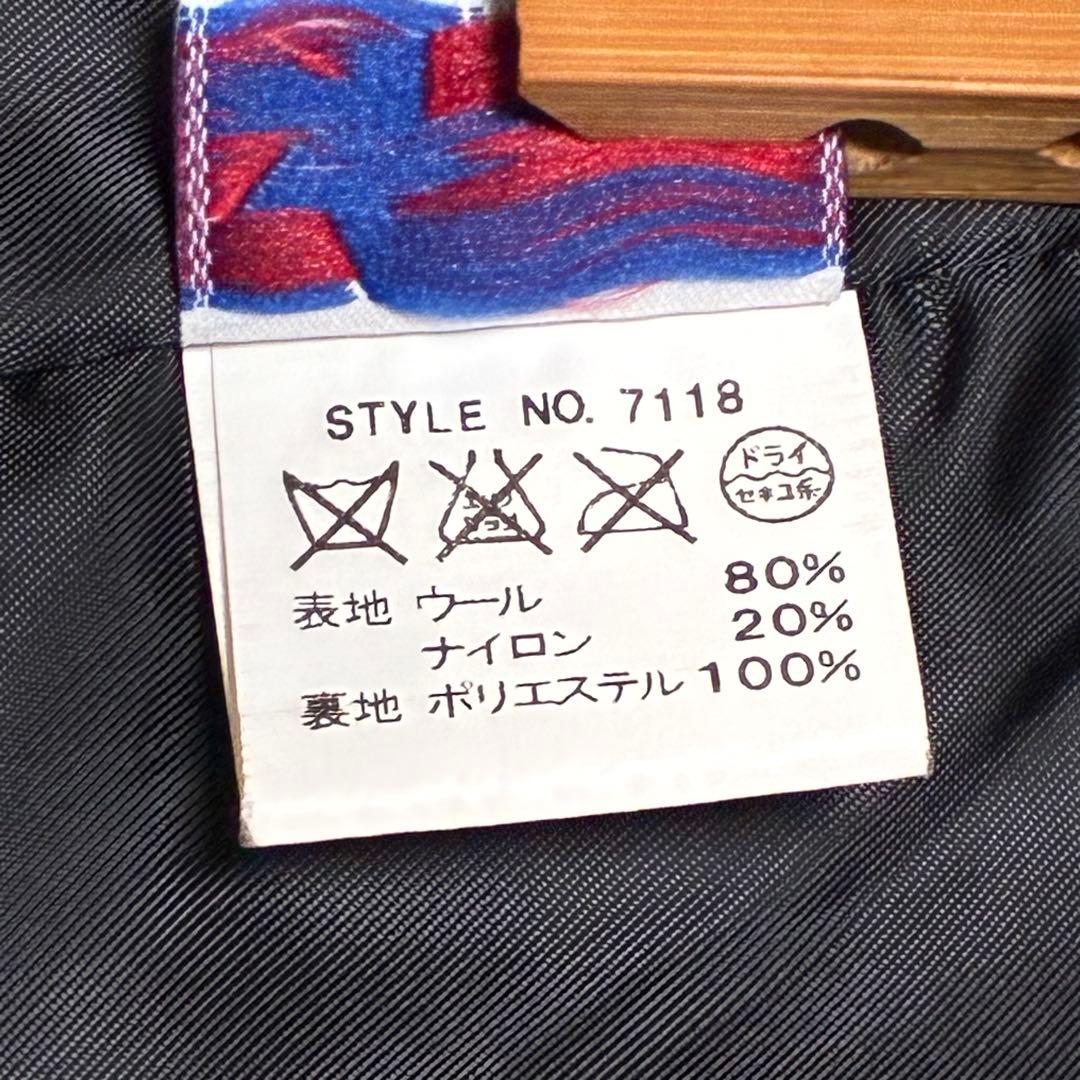 STYLE NO. 7118
ドライ
セキユ系
表地 ウール 80%
ナイロン 20%
裏地 ポリエステル 100%